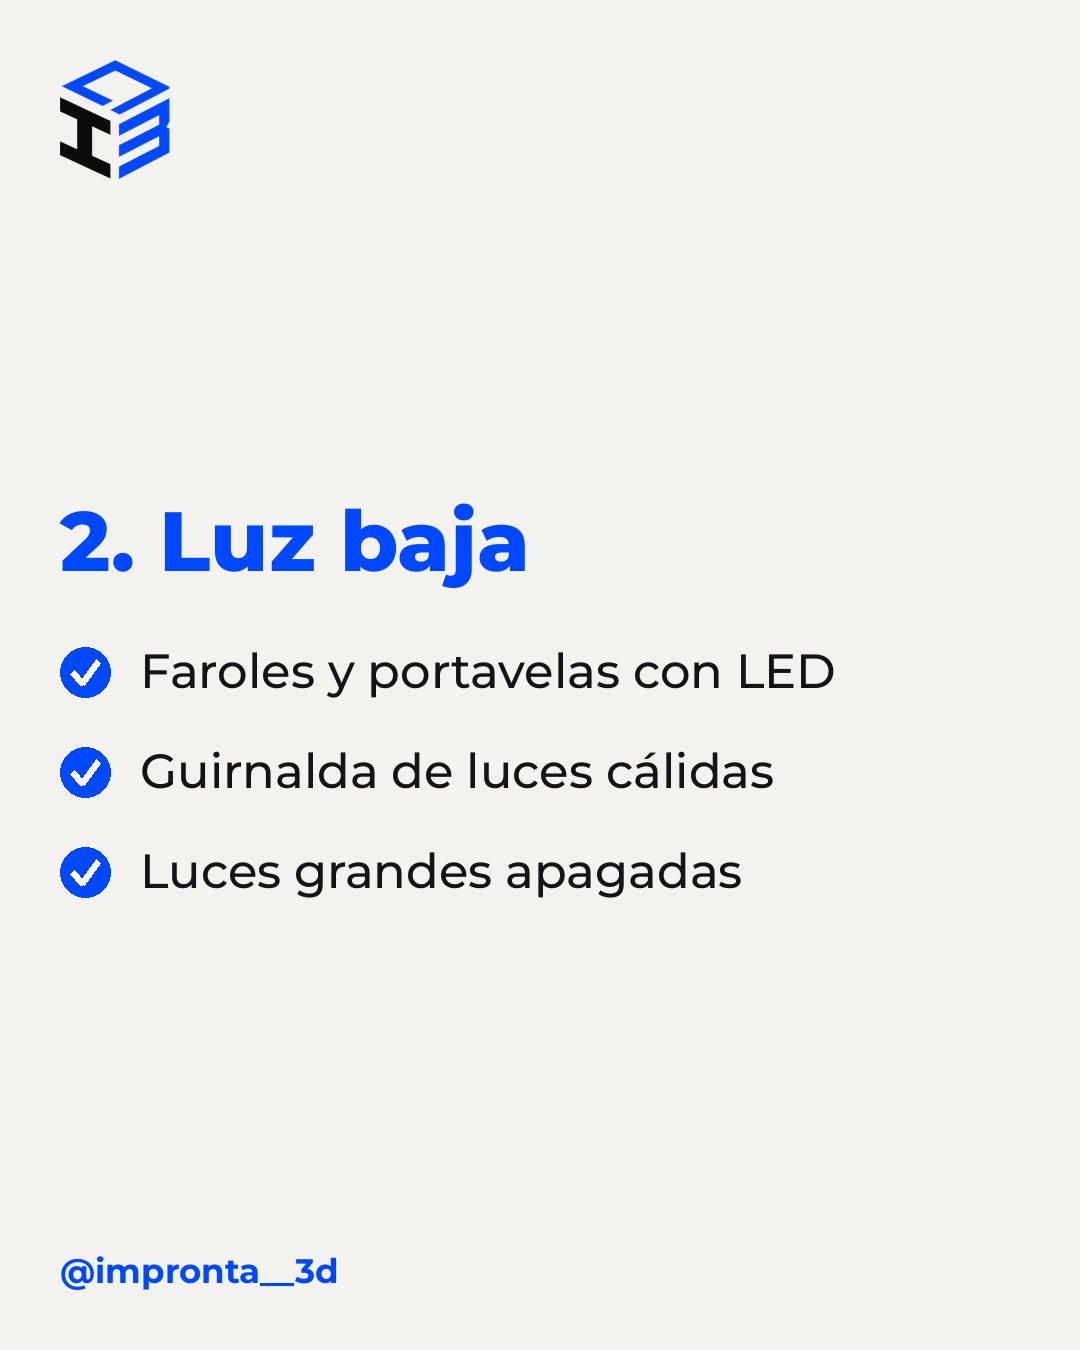 2. Luz baja
Faroles y portavelas con LED
Guirnalda de luces cálidas
Luces grandes apagadas
@impronta__3d